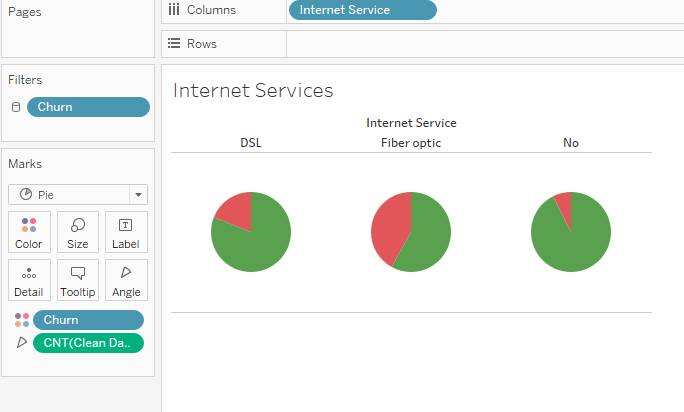 Pages
Columns
Internet Service
Rows
Filters
Churn
Internet Services
Internet Service
DSL
Fiber optic
No
Marks
Pie
Color
Size
Label
Detail
Tooltip
Angle
Churn
CNT(Clean Da..